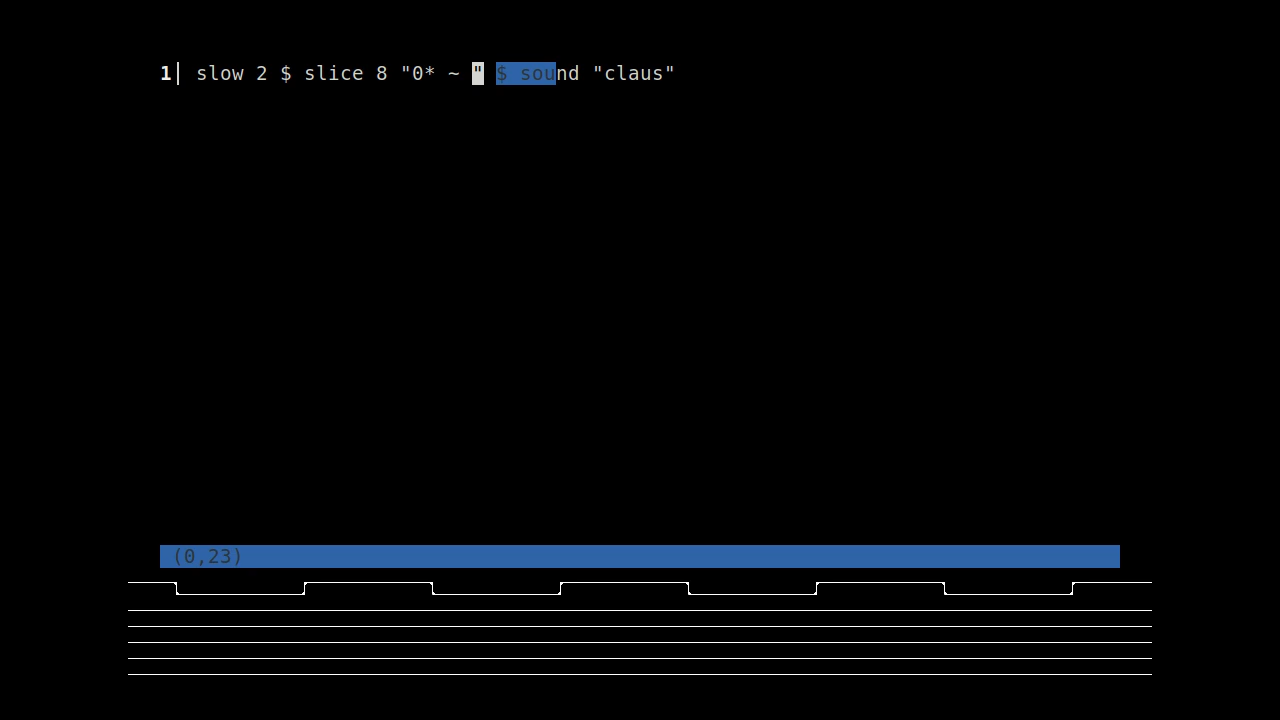 1 slow 2 $ slice 8 "0* ~ " $ sound "claus"
(0,23)